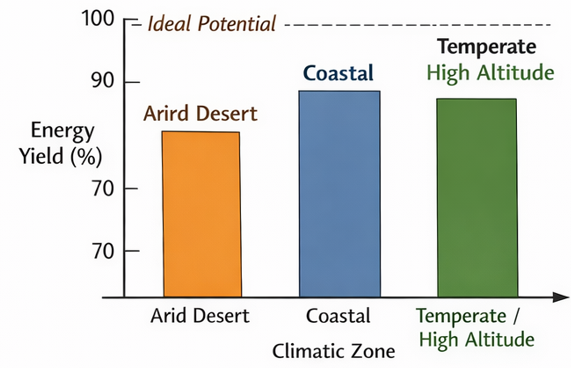 100
Ideal Potential
Temperate
90
Coastal
High Altitude
Arird Desert
Energy
Yield (%)
70
70
Arid Desert
Coastal
Temperate /
High Altitude
Climatic Zone